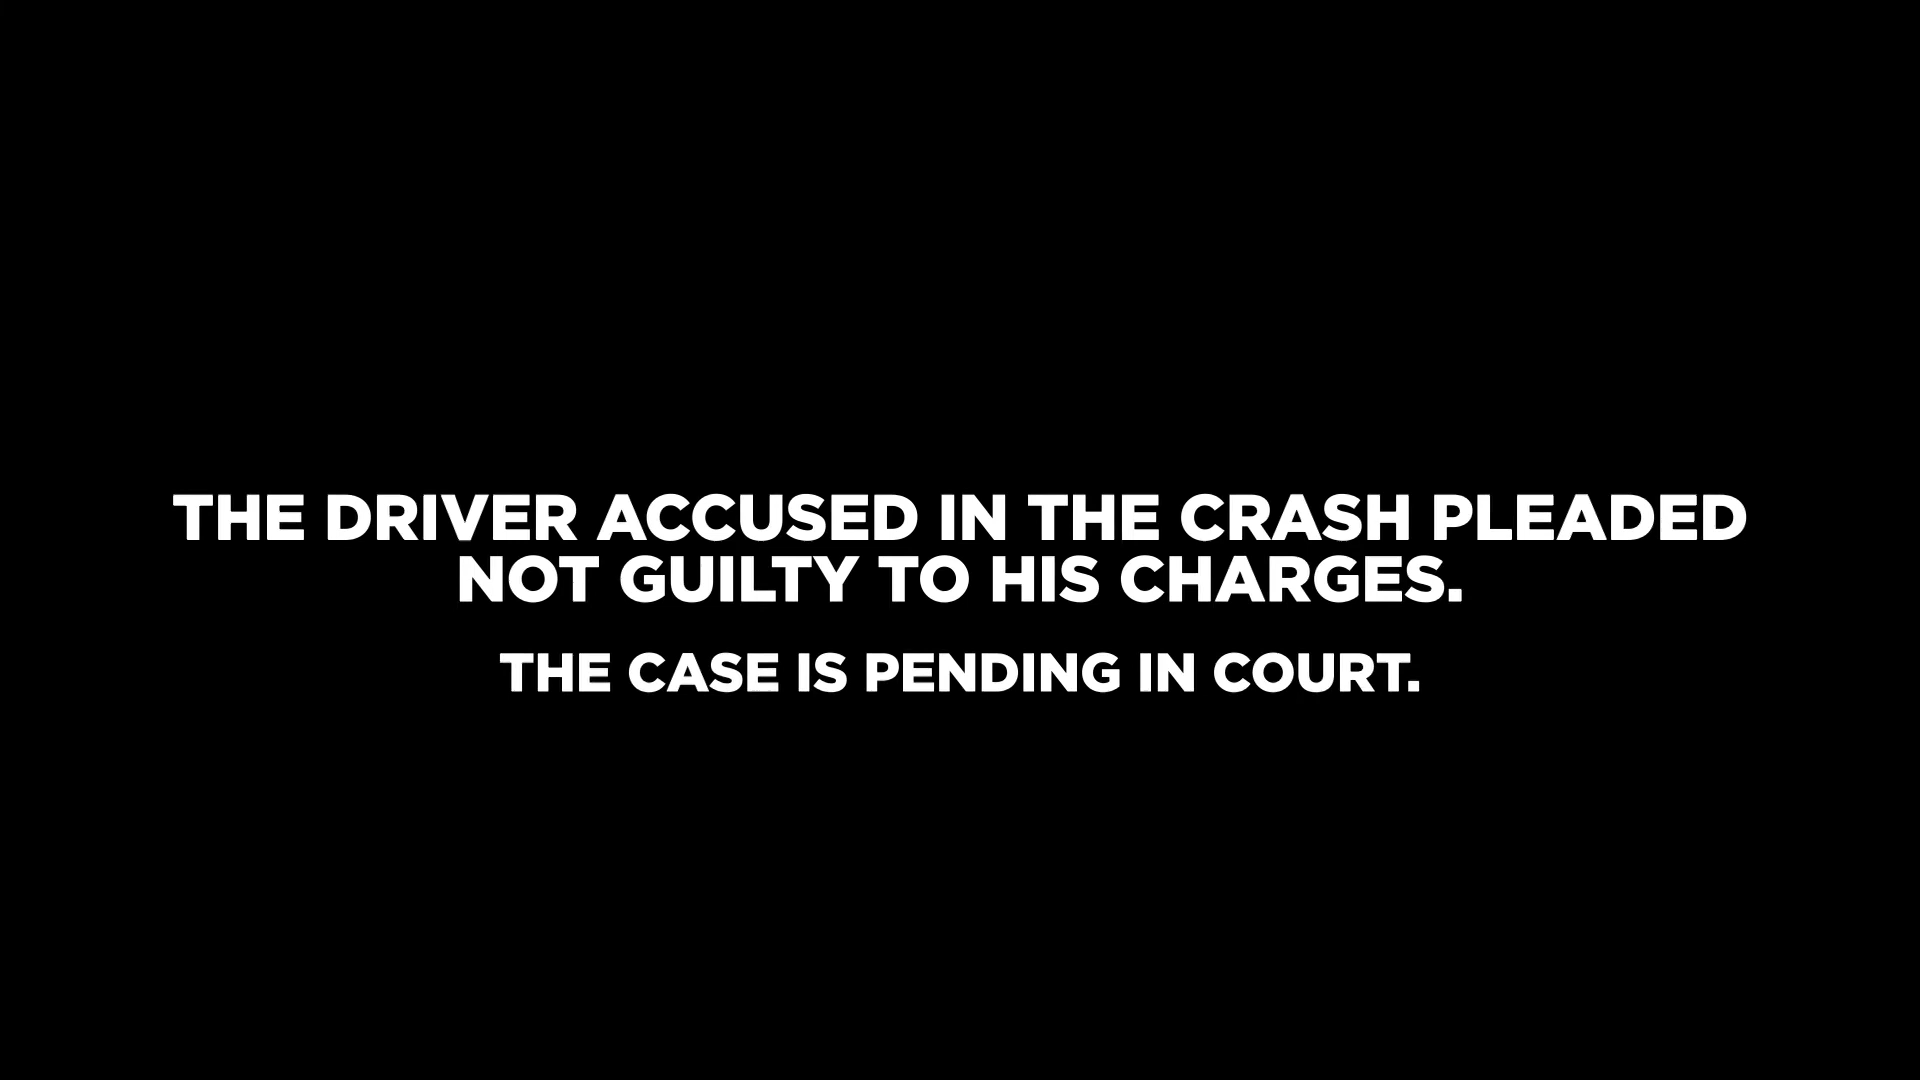 THE DRIVER ACCUSED IN THE CRASH PLEADED
NOT GUILTY TO HIS CHARGES.
THE CASE IS PENDING IN COURT.